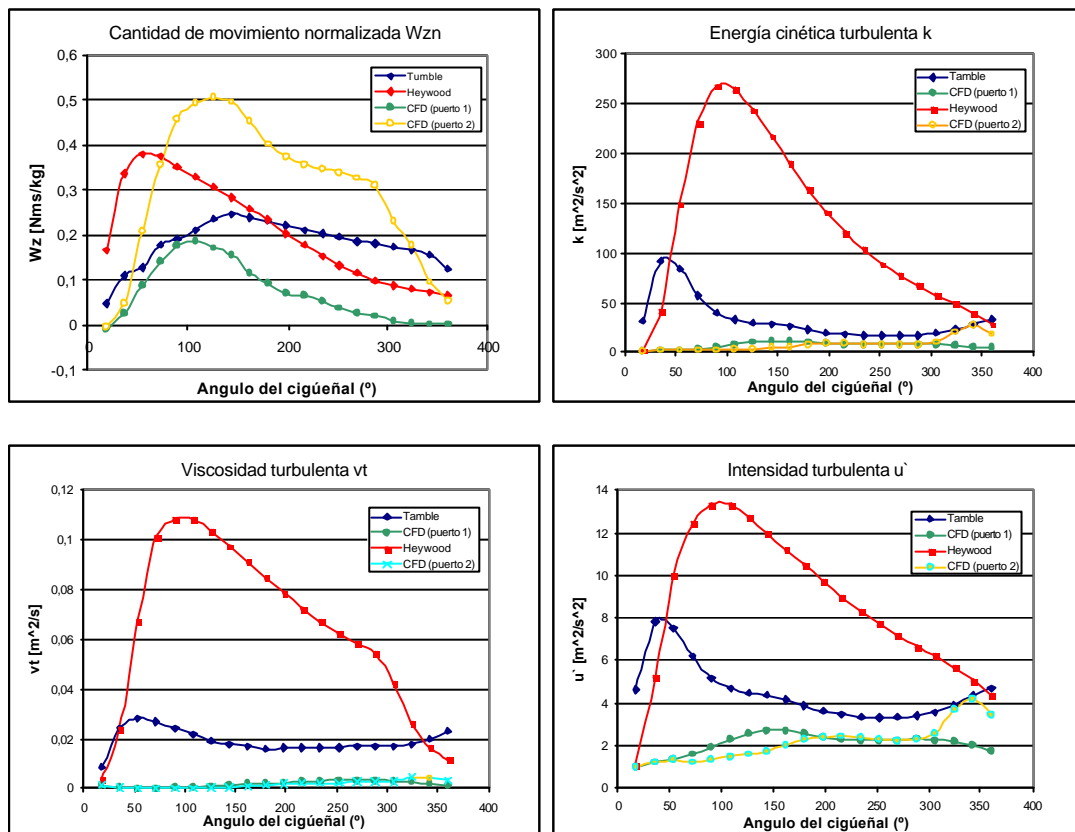 Cantidad de movimiento normalizada Wzn
0,6
0,5
0,4
0,3
0,2
0,1
0
-0,1
Wz [Nms/kg]
0 100 200 300 400
Angulo del cigúeñal (º)
Tumble
Heywood
CFD (puerto 1)
CFD (puerto 2)
Energía cinética turbulenta k
300
250
200
150
100
50
0
k [m^2/s^2]
0 50 100 150 200 250 300 350 400
Angulo del cigúeñal (º)
Tamble
CFD (puerto 1)
Heywood
CFD (puerto 2)
Viscosidad turbulenta vt
0,12
0,1
0,08
0,06
0,04
0,02
0
vt [m^2/s]
0 50 100 150 200 250 300 350 400
Angulo del cigúeñal (º)
Tamble
CFD (puerto 1)
Heywood
CFD (puerto 2)
Intensidad turbulenta u`
14
12
10
8
6
4
2
0
u` [m^2/s^2]
0 50 100 150 200 250 300 350 400
Angulo del cigúeñal (º)
Tamble
CFD (puerto 1)
Heywood
CFD (puerto 2)